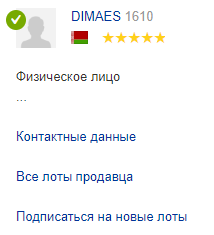 DIMAES 1610
Физическое лицо
...
Контактные данные
Все лоты продавца
Подписаться на новые лоты